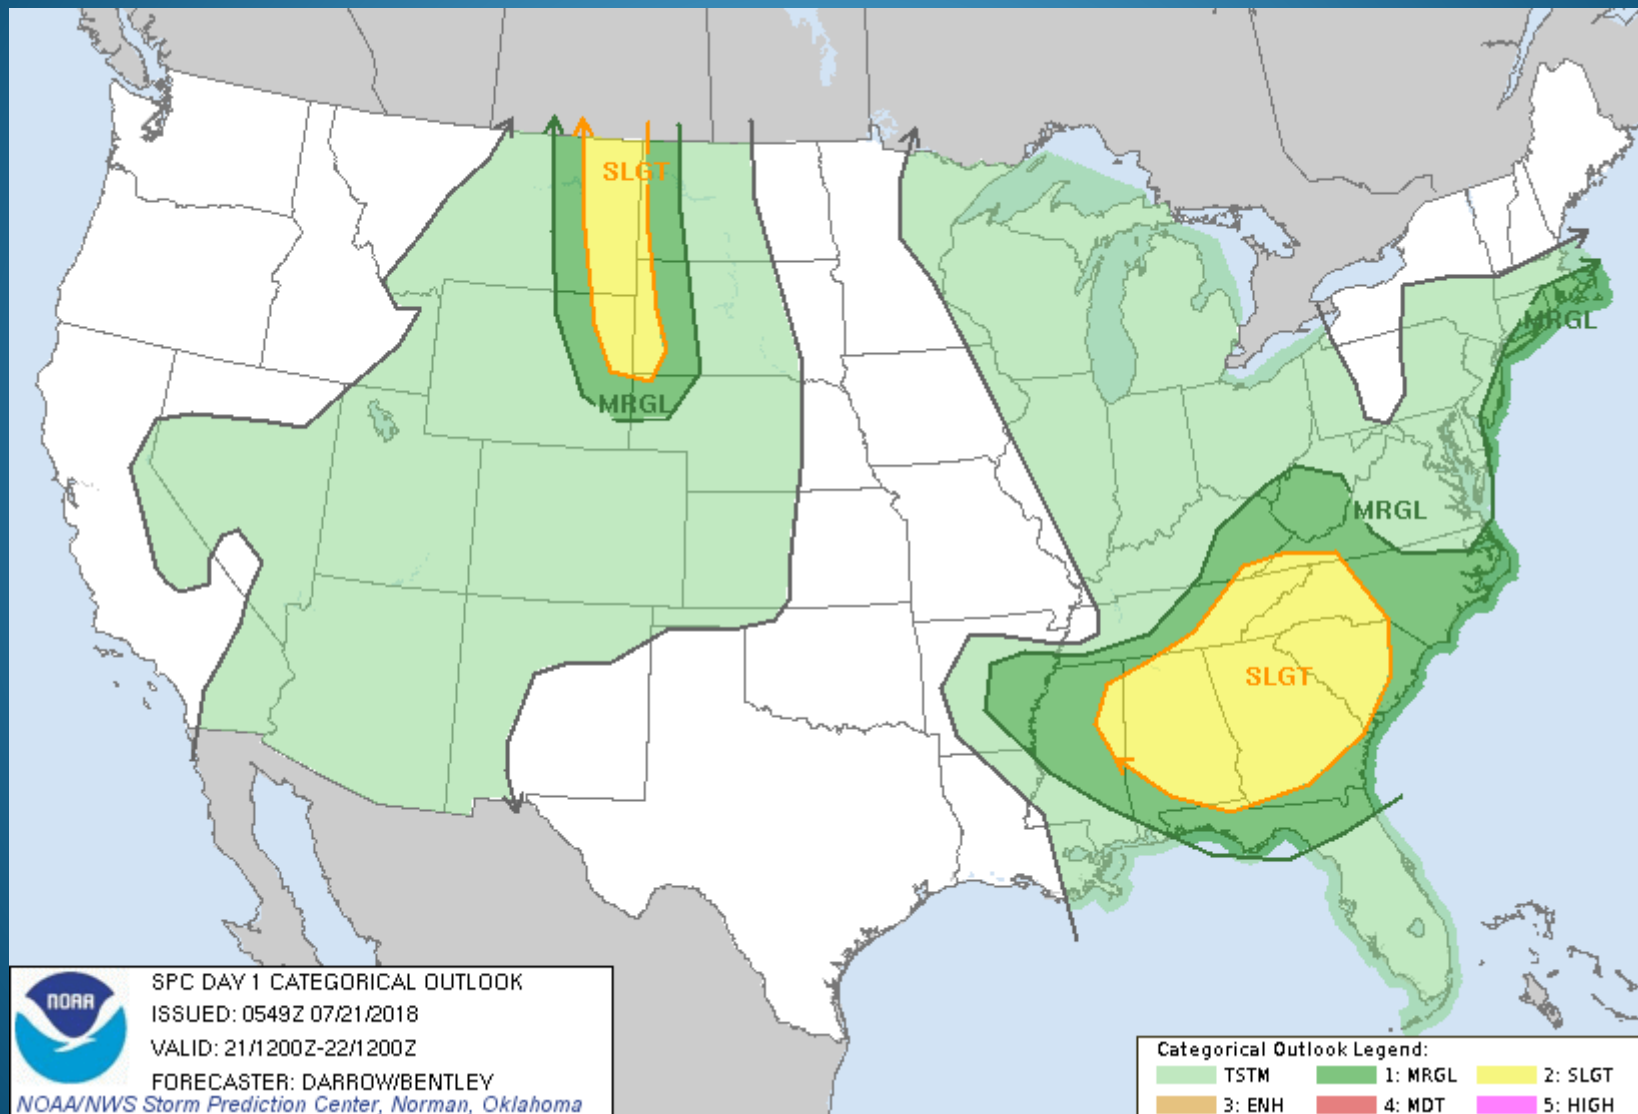 SLGT
MRGL
MRGL
MRGL
SLGT
NOAA
SPC DAY 1 CATEGORICAL OUTLOOK
ISSUED: 0549Z 07/21/2018
VALID: 21/1200Z-22/1200Z
FORECASTER: DARROW/BENTLEY
NOAA/NWS Storm Prediction Center, Norman, Oklahoma
Categorical Outlook Legend:
TSTM
1: MRGL
2: SLGT
3: ENH
4: MDT
5: HIGH